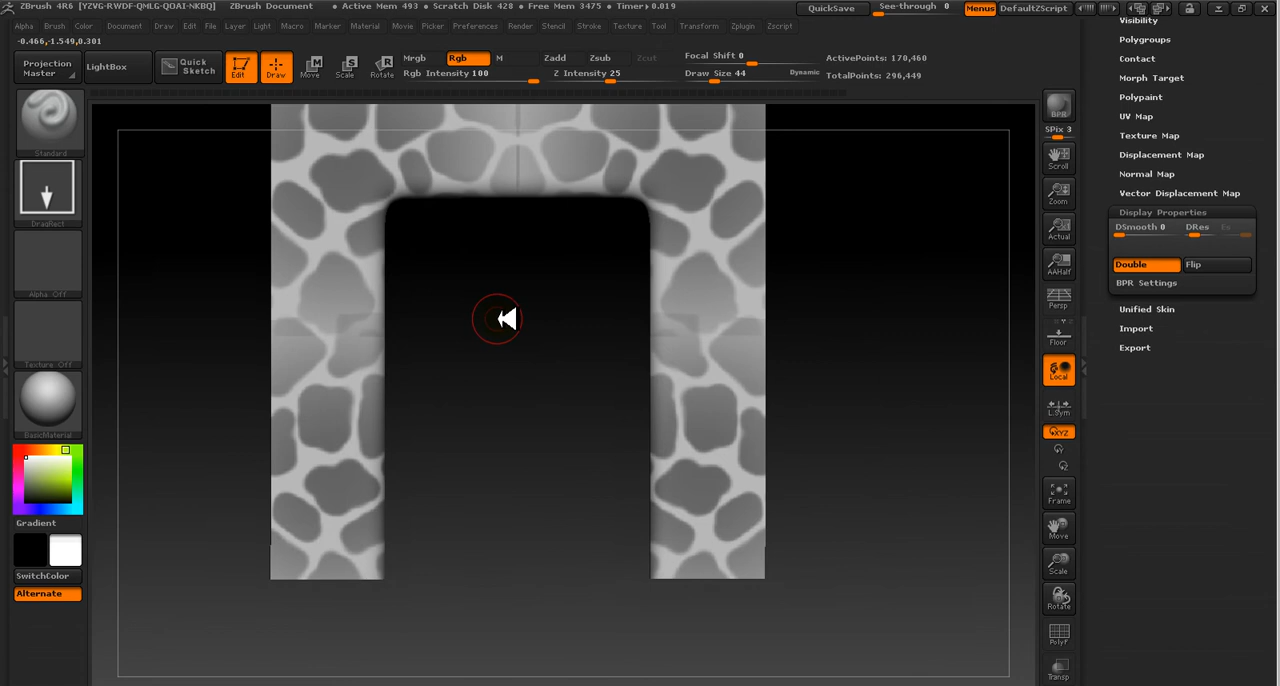 ZBrush 4R6 [YZVG-RWDF-QMLG-QOAI-NKBQ] ZBrush Document • Active Mem 493 • Scratch Disk 428 • Free Mem 3475 • Timer▸0.019 QuickSave See-through 0 Menus DefaultZScript
Alpha Brush Color Document Draw Edit File Layer Light Macro Marker Material Movie Picker Preferences Render Stencil Stroke Texture Tool Transform Zplugin Zscript
-0.466,-1.549,0.301
Projection Master
LightBox
Quick Sketch
Edit
Draw
Move
Scale
Rotate
Mrgb Rgb M Zadd Zsub Zcut
Rgb Intensity 100 Z Intensity 25
Focal Shift 0
Draw Size 44 Dynamic
ActivePoints: 170,460
TotalPoints: 296,449
Standard
DragRect
Alpha Off
Texture Off
BasicMaterial
Gradient
SwitchColor
Alternate
BPR
SPix 3
Scroll
Zoom
Actual
AAHalf
Persp
Floor
Local
L.Sym
XYZ
Frame
Move
Scale
Rotate
PolyF
Transp
Visibility
Polygroups
Contact
Morph Target
Polypaint
UV Map
Texture Map
Displacement Map
Normal Map
Vector Displacement Map
Display Properties
DSmooth 0 DRes Es
Double Flip
BPR Settings
Unified Skin
Import
Export